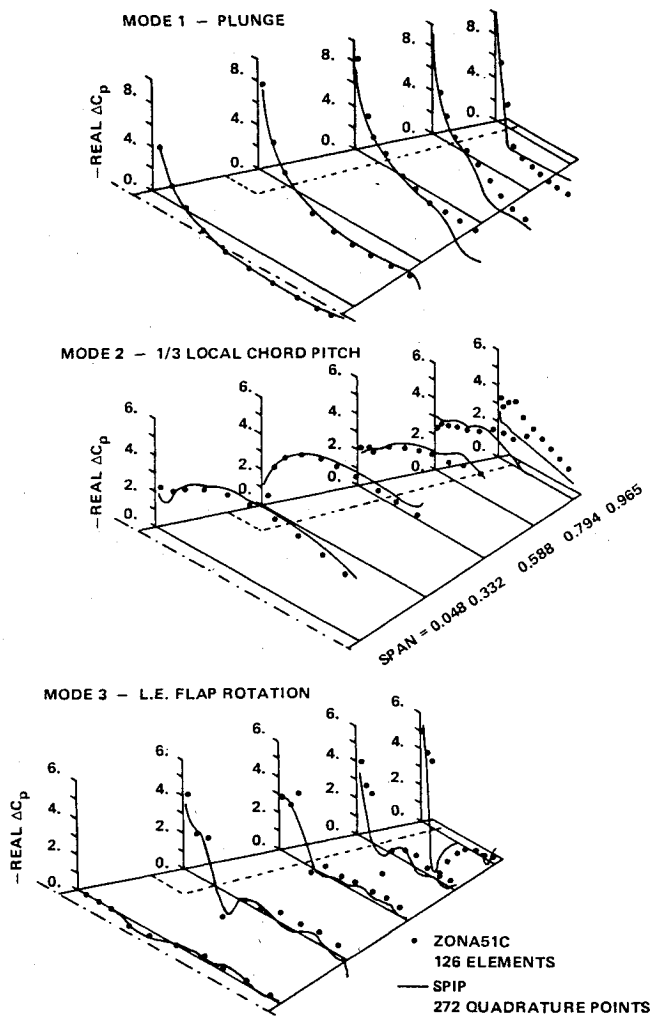 MODE 1 – PLUNGE
8. 8. 8. 8. 8.
4. 4. 4. 4. 4.
0. 0. 0. 0. 0.
–REAL ΔCp
MODE 2 – 1/3 LOCAL CHORD PITCH
6. 6. 6. 6. 6.
4. 4. 4. 4. 4.
2. 2. 2. 2. 2.
0. 0. 0. 0. 0.
–REAL ΔCp
SPAN = 0.048 0.332 0.588 0.794 0.965
MODE 3 – L.E. FLAP ROTATION
6. 6. 6. 6. 6.
4. 4. 4. 4. 4.
2. 2. 2. 2. 2.
0. 0. 0. 0. 0.
–REAL ΔCp
ZONA51C
126 ELEMENTS
SPIP
272 QUADRATURE POINTS